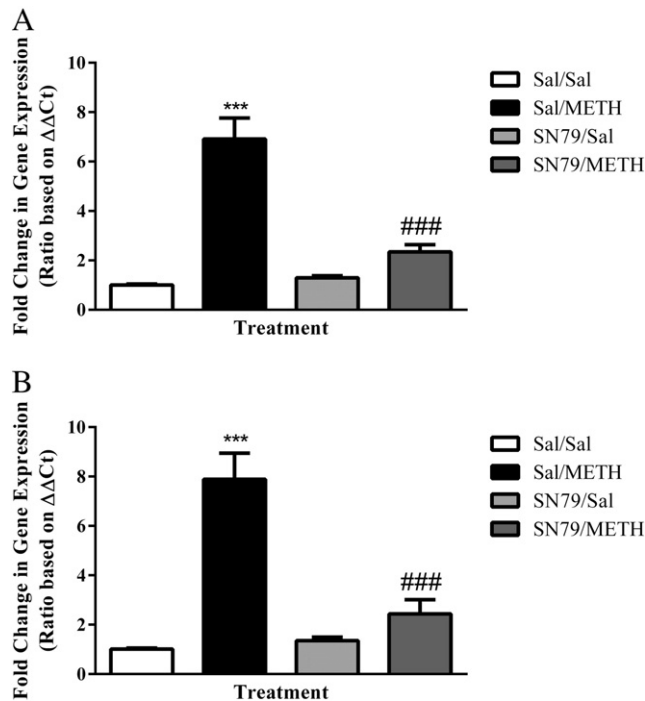 A
Fold Change in Gene Expression
(Ratio based on ΔΔCt)
10
8
6
4
2
0
***
###
Treatment
Sal/Sal
Sal/METH
SN79/Sal
SN79/METH
B
Fold Change in Gene Expression
(Ratio based on ΔΔCt)
10
8
6
4
2
0
***
###
Treatment
Sal/Sal
Sal/METH
SN79/Sal
SN79/METH